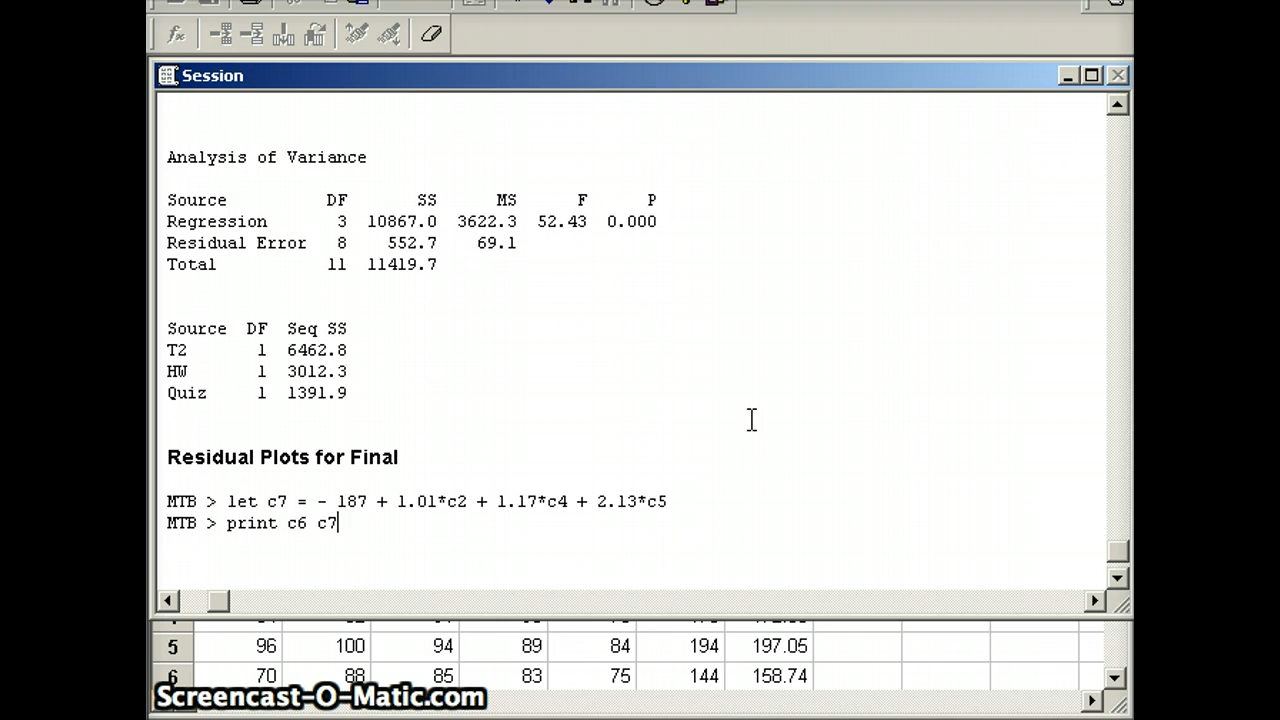 fx
Session
Analysis of Variance
Source DF SS MS F P
Regression 3 10867.0 3622.3 52.43 0.000
Residual Error 8 552.7 69.1
Total 11 11419.7
Source DF Seq SS
T2 1 6462.8
HW 1 3012.3
Quiz 1 1391.9
Residual Plots for Final
MTB > let c7 = - 187 + 1.01*c2 + 1.17*c4 + 2.13*c5
MTB > print c6 c7
5 96 100 94 89 84 194 197.05
6 70 88 85 83 75 144 158.74
Screencast-O-Matic.com